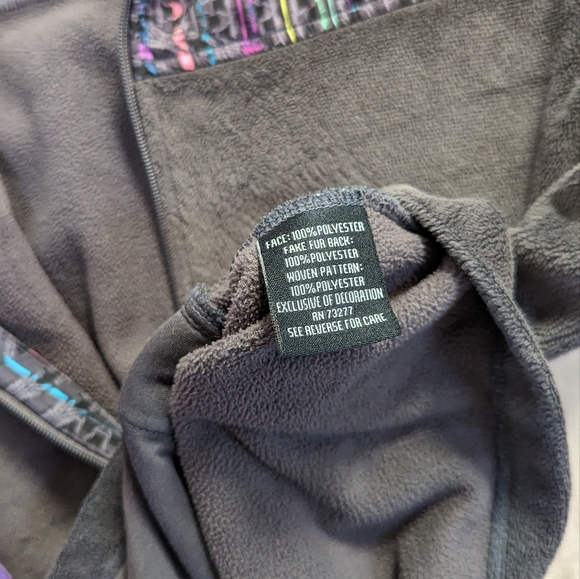 FACE: 100%POLYESTER
FAKE FUR BACK:
100%POLYESTER
WOVEN PATTERN:
100%POLYESTER
EXCLUSIVE OF DECORATION
RN 73277
SEE REVERSE FOR CARE